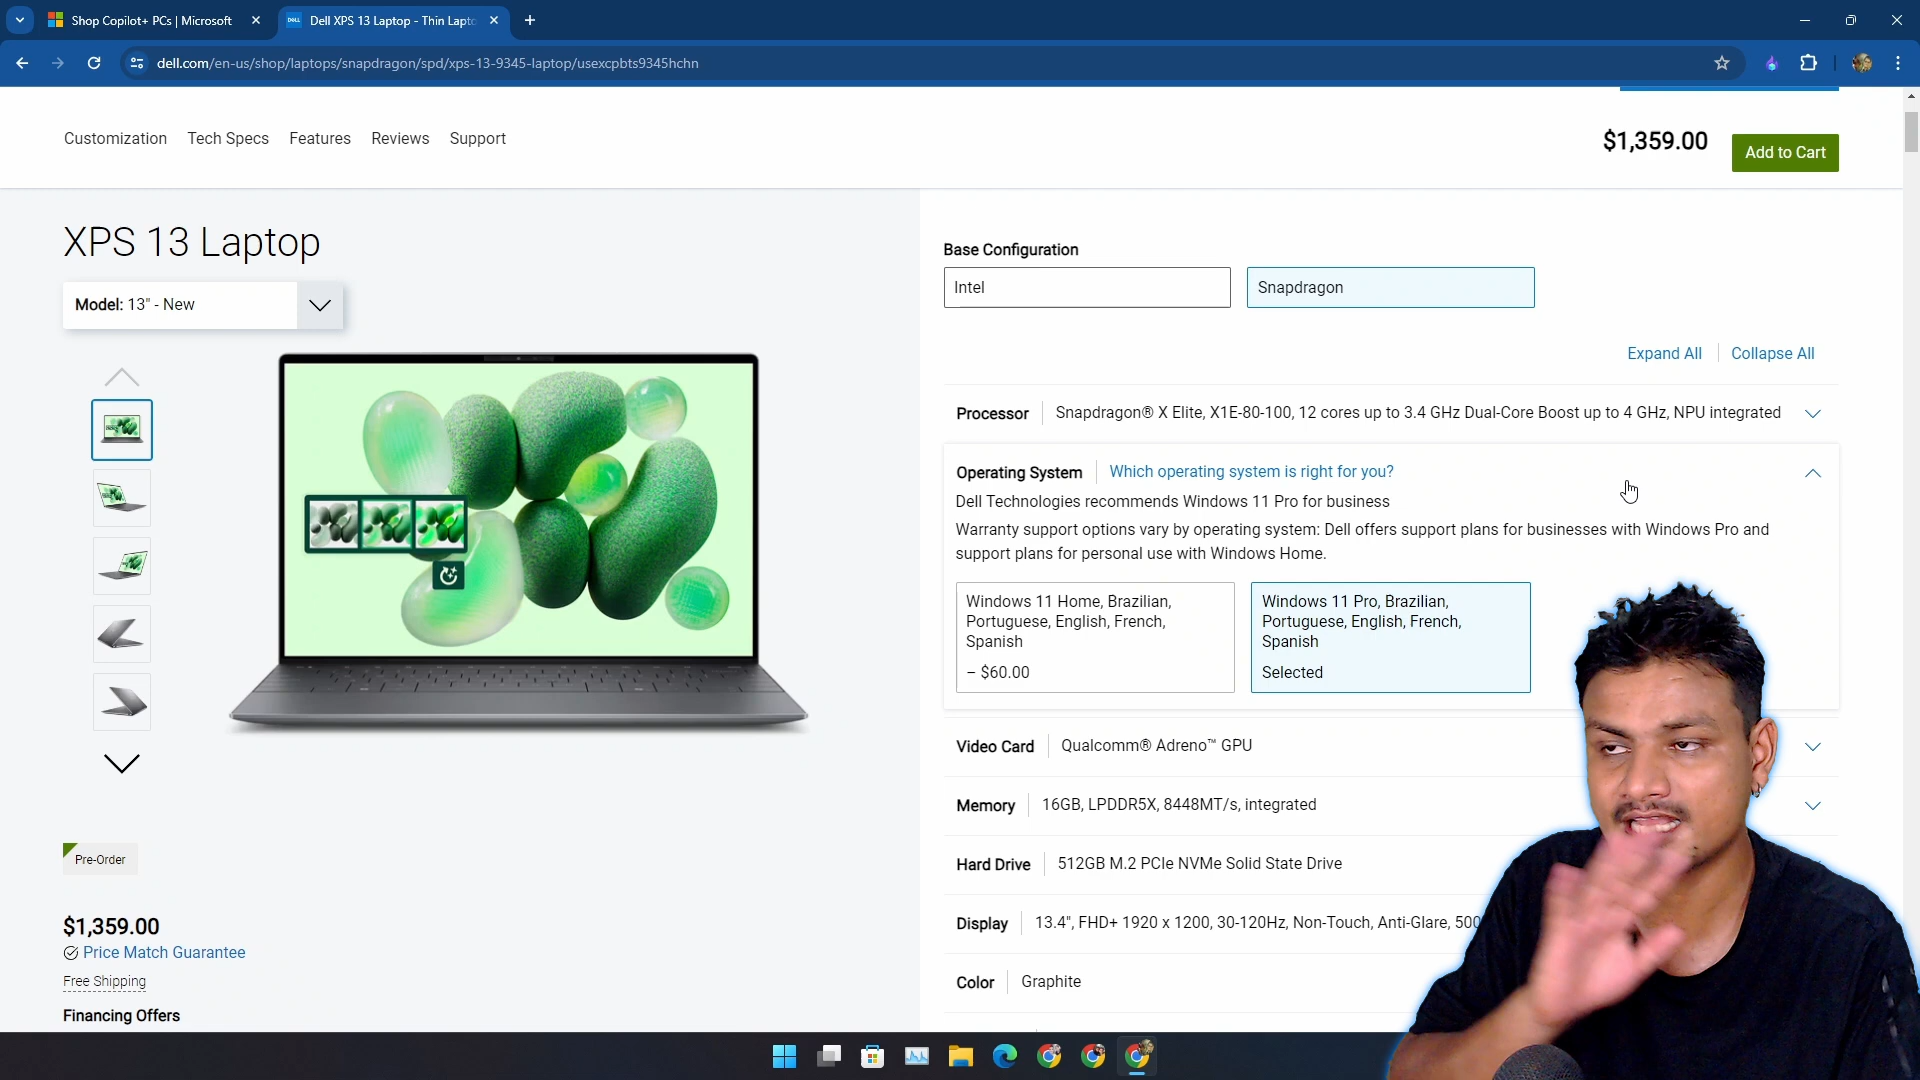 Shop Copilot+ PCs | Microsoft
DELL
Dell XPS 13 Laptop - Thin Lapto
dell.com/en-us/shop/laptops/snapdragon/spd/xps-13-9345-laptop/usexcpbts9345hchn
Customization Tech Specs Features Reviews Support
$1,359.00
Add to Cart
XPS 13 Laptop
Model: 13" - New
Pre-Order
$1,359.00
Price Match Guarantee
Free Shipping
Financing Offers
Base Configuration
Intel
Snapdragon
Expand All
Collapse All
Processor Snapdragon® X Elite, X1E-80-100, 12 cores up to 3.4 GHz Dual-Core Boost up to 4 GHz, NPU integrated
Operating System Which operating system is right for you?
Dell Technologies recommends Windows 11 Pro for business
Warranty support options vary by operating system: Dell offers support plans for businesses with Windows Pro and
support plans for personal use with Windows Home.
Windows 11 Home, Brazilian,
Portuguese, English, French,
Spanish
– $60.00
Windows 11 Pro, Brazilian,
Portuguese, English, French,
Spanish
Selected
Video Card Qualcomm® Adreno™ GPU
Memory 16GB, LPDDR5X, 8448MT/s, integrated
Hard Drive 512GB M.2 PCIe NVMe Solid State Drive
Display 13.4", FHD+ 1920 x 1200, 30-120Hz, Non-Touch, Anti-Glare, 500
Color Graphite